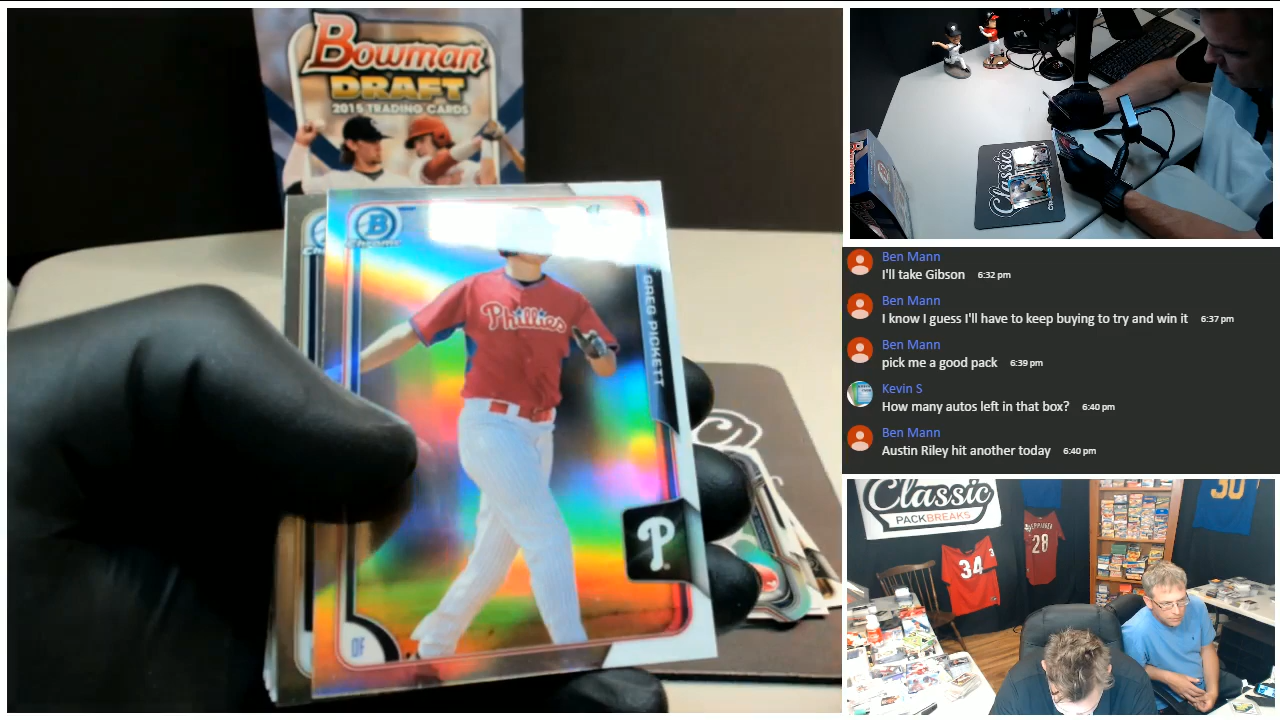 Bowman
DRAFT
2015 TRADING CARDS
B
Chrome
GREG PICKETT
Phillies
P
OF
Classic
Ben Mann
I'll take Gibson 6:32 pm
Ben Mann
I know I guess I'll have to keep buying to try and win it 6:37 pm
Ben Mann
pick me a good pack 6:39 pm
Kevin S
How many autos left in that box? 6:40 pm
Ben Mann
Austin Riley hit another today 6:40 pm
Classic
PACK BREAKS
34
28
30